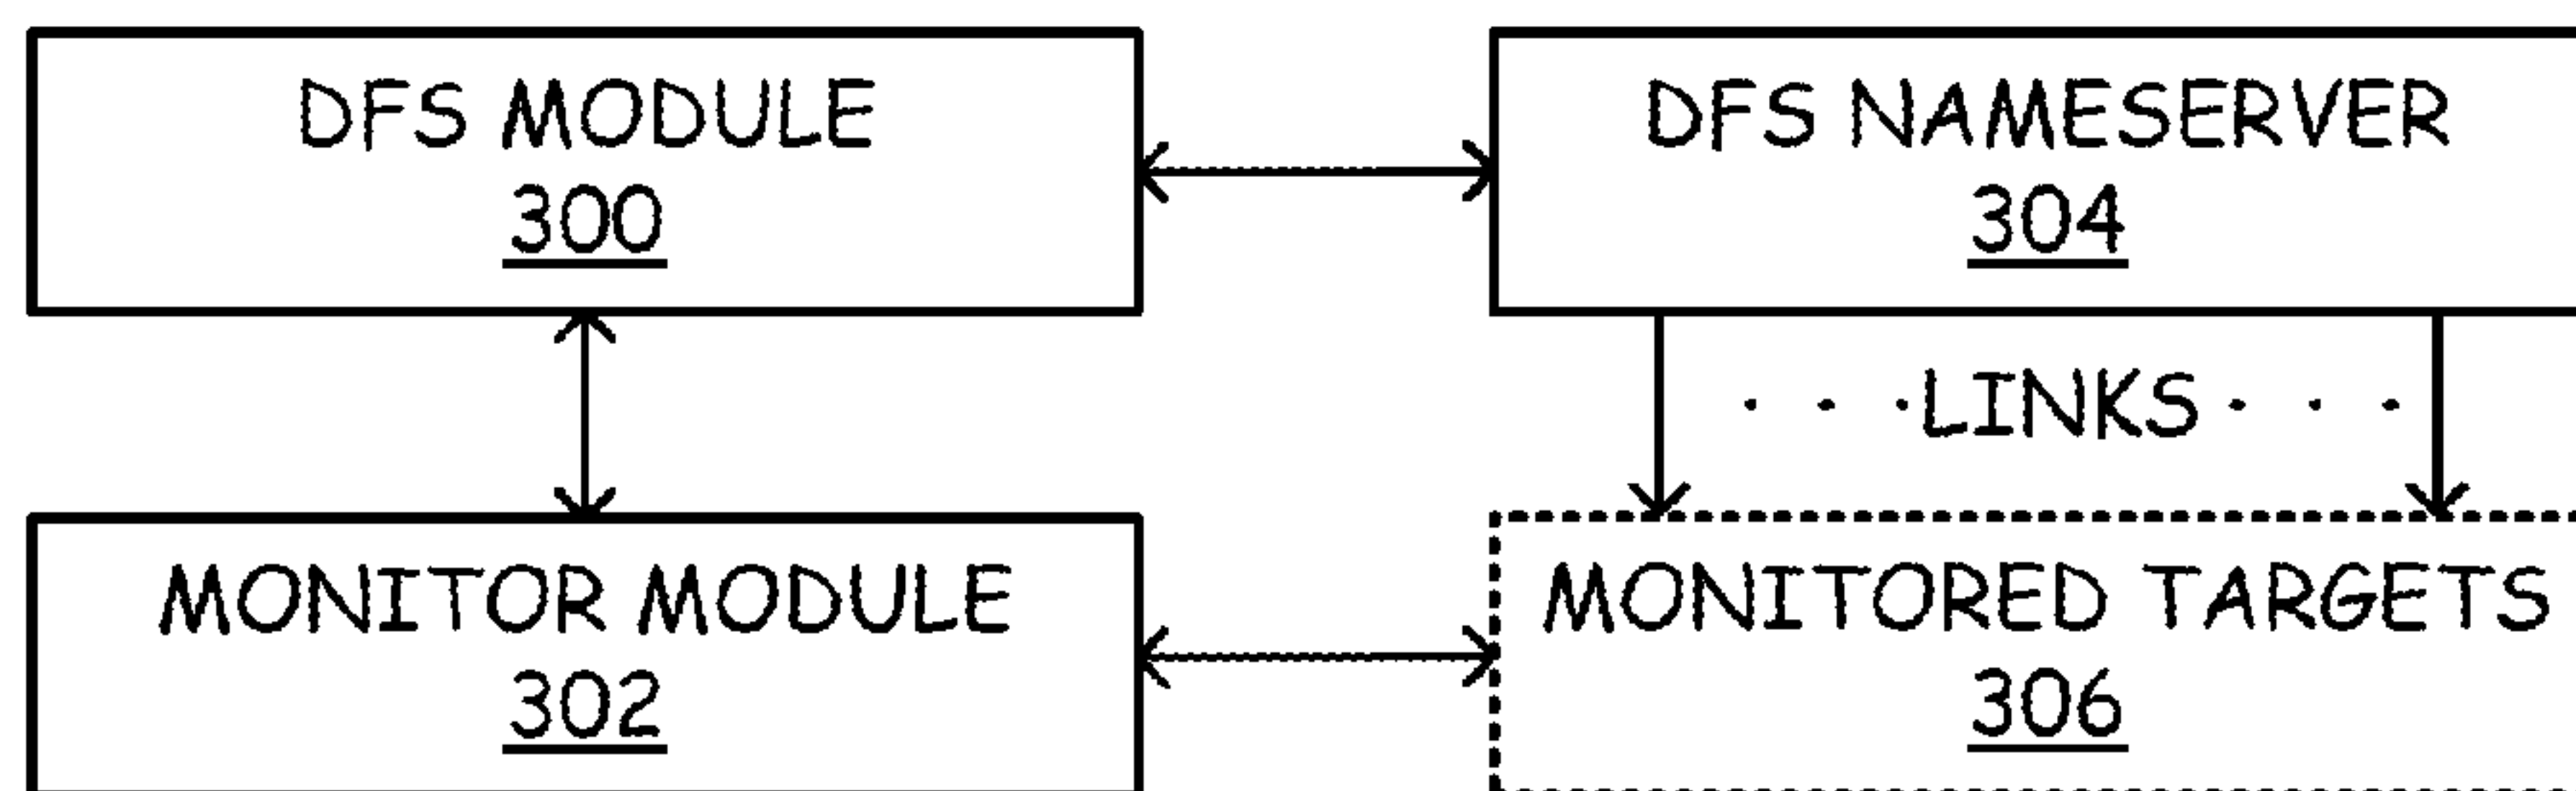 DFS MODULE
300
DFS NAMESERVER
304
. . .LINKS. . .
MONITOR MODULE
302
MONITORED TARGETS
306